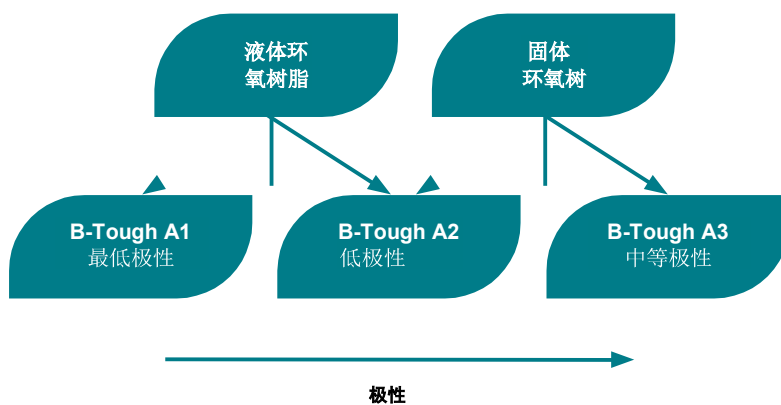 液体环
氧树脂
固体
环氧树
B-Tough A1
最低极性
B-Tough A2
低极性
B-Tough A3
中等极性
极性